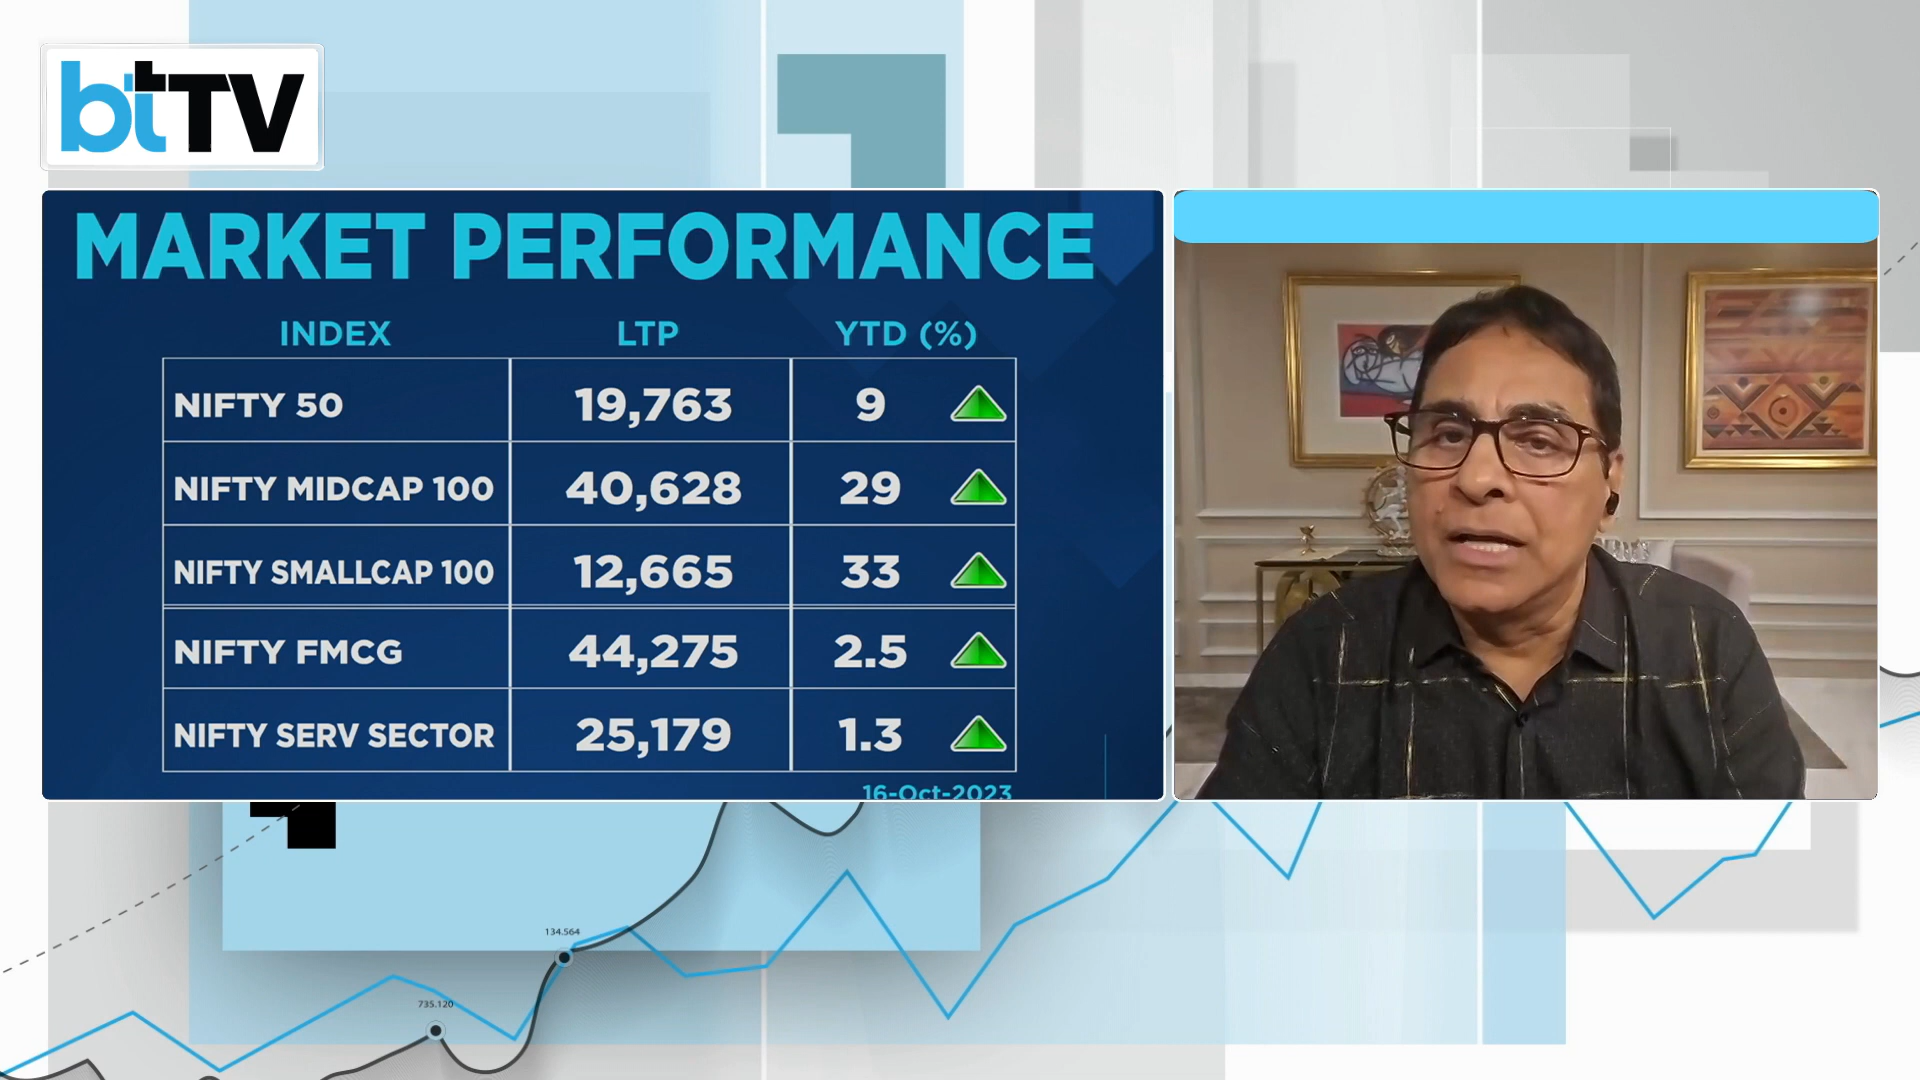 btTV
MARKET PERFORMANCE
INDEX LTP YTD (%)
NIFTY 50 19,763 9
NIFTY MIDCAP 100 40,628 29
NIFTY SMALLCAP 100 12,665 33
NIFTY FMCG 44,275 2.5
NIFTY SERV SECTOR 25,179 1.3
16-Oct-2023
134.564
735.120